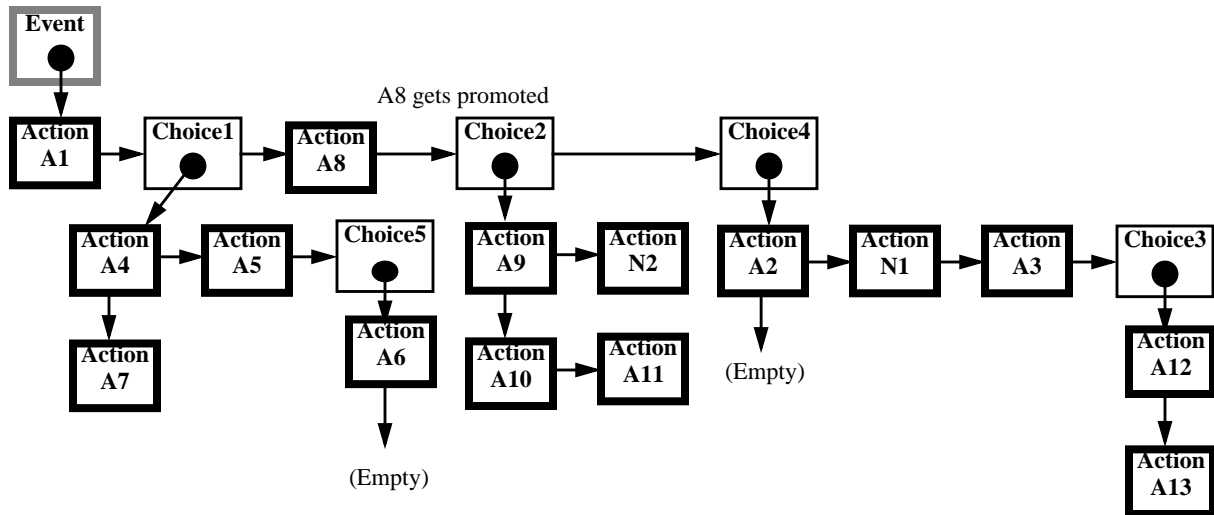 Event
A8 gets promoted
Action
A1
Choice1
Action
A8
Choice2
Choice4
Action
A4
Action
A5
Choice5
Action
A9
Action
N2
Action
A2
Action
N1
Action
A3
Choice3
Action
A7
Action
A6
Action
A10
Action
A11
(Empty)
Action
A12
(Empty)
Action
A13